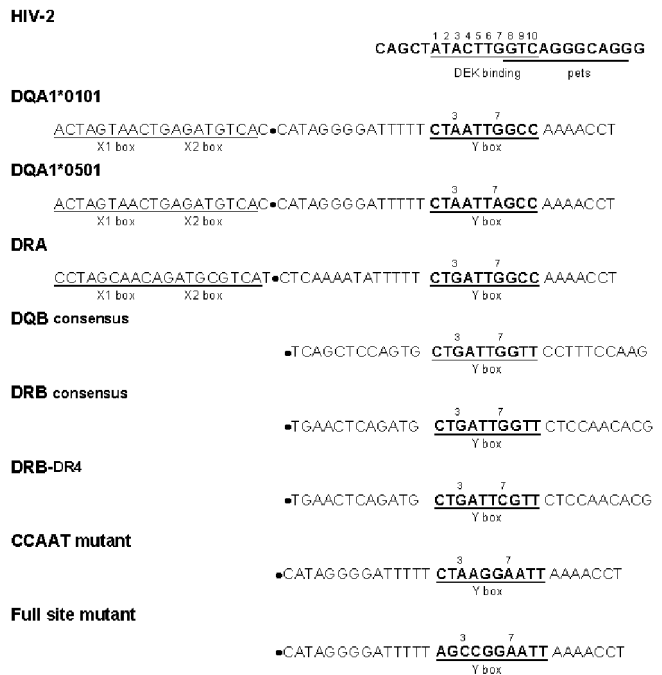 HIV-2
1 2 3 4 5 6 7 8 9 10
CAGCTATACTTGGTCAGGGCAGGG
DEK binding pets
DQA1*0101
3 7
ACTAGTAACTGAGATGTCAC●CATAGGGGATTTTT CTAATTGGCC AAAACCT
X1 box X2 box Y box
DQA1*0501
3 7
ACTAGTAACTGAGATGTCAC●CATAGGGGATTTTT CTAATTAGCC AAAACCT
X1 box X2 box Y box
DRA
3 7
CCTAGCAACAGATGCGTCAT●CTCAAAATATTTTT CTGATTGGCC AAAACCT
X1 box X2 box Y box
DQB consensus
3 7
●TCAGCTCCAGTG CTGATTGGTT CCTTTCCAAG
Y box
DRB consensus
3 7
●TGAACTCAGATG CTGATTGGTT CTCCAACACG
Y box
DRB-DR4
3 7
●TGAACTCAGATG CTGATTCGTT CTCCAACACG
Y box
CCAAT mutant
3 7
●CATAGGGGATTTTT CTAAGGAATT AAAACCT
Y box
Full site mutant
3 7
●CATAGGGGATTTTT AGCCGGAATT AAAACCT
Y box